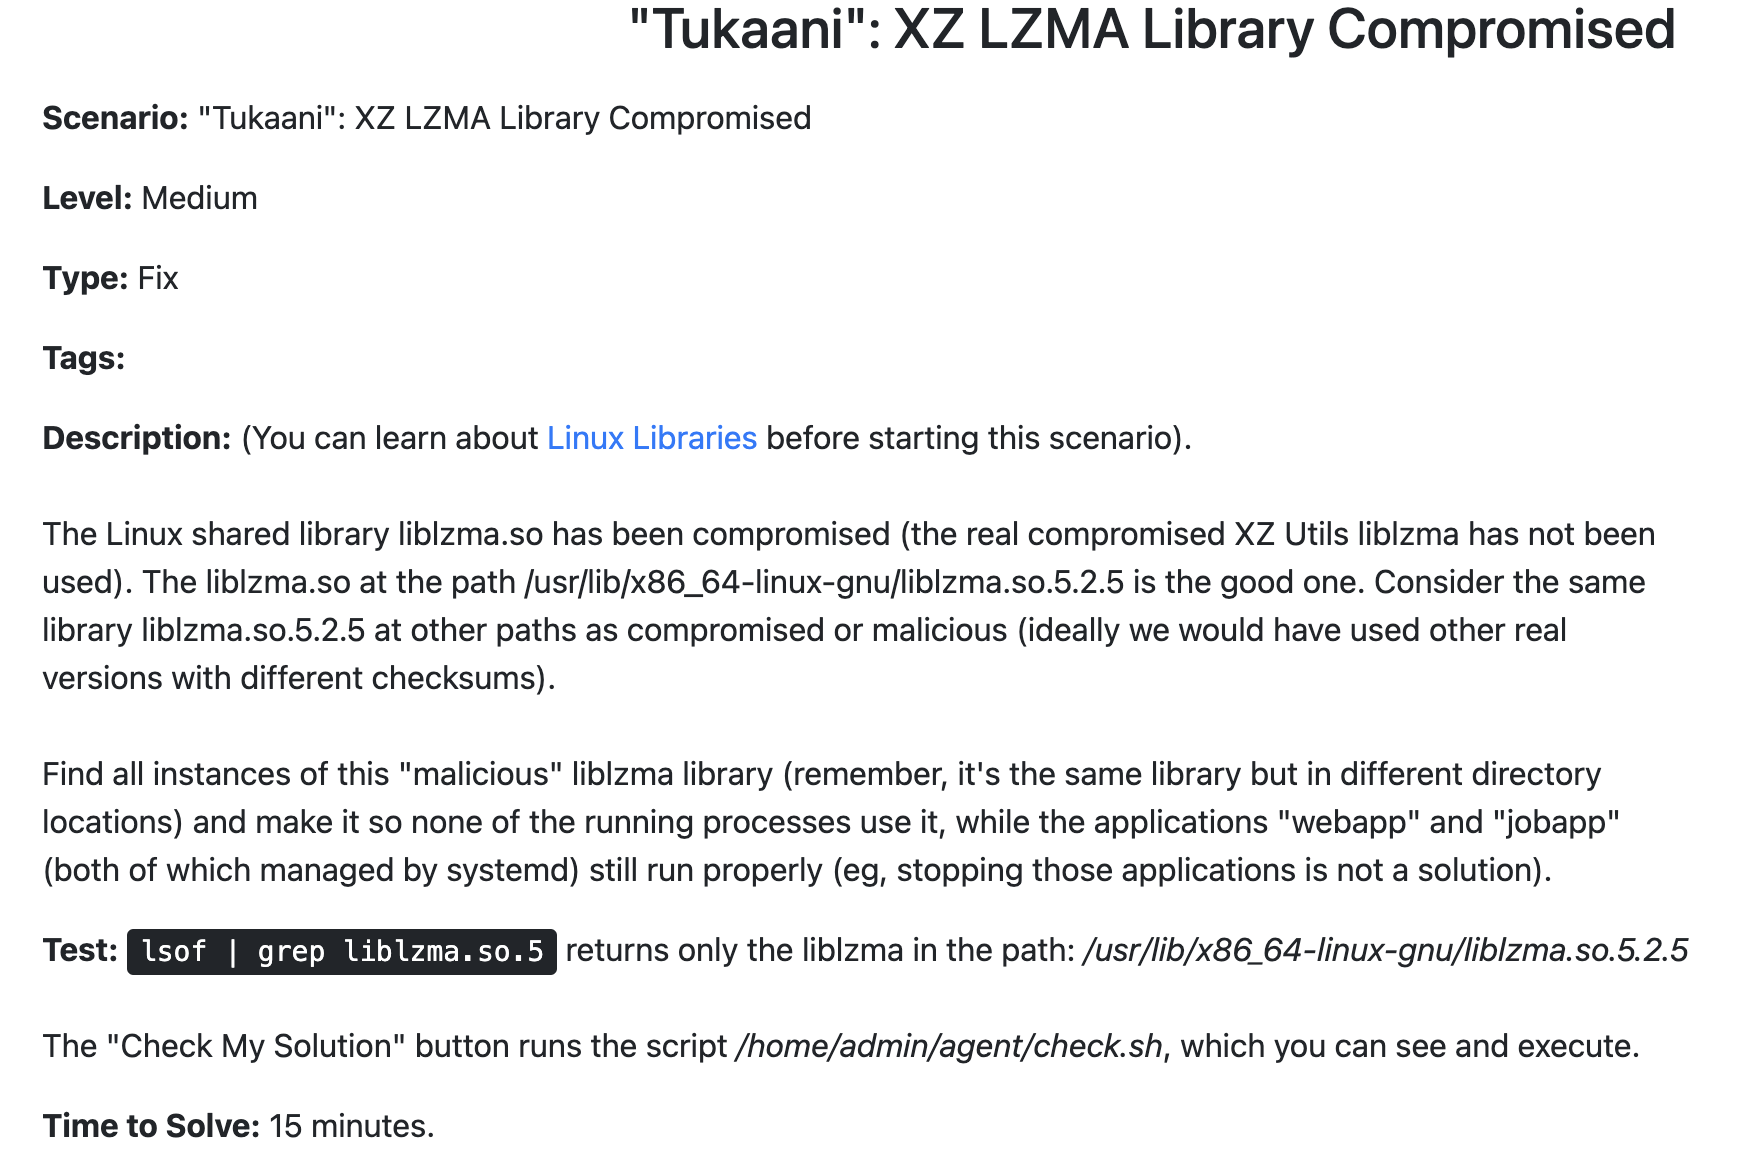 "Tukaani": XZ LZMA Library Compromised
Scenario: "Tukaani": XZ LZMA Library Compromised
Level: Medium
Type: Fix
Tags:
Description: (You can learn about Linux Libraries before starting this scenario).
The Linux shared library liblzma.so has been compromised (the real compromised XZ Utils liblzma has not been
used). The liblzma.so at the path /usr/lib/x86_64-linux-gnu/liblzma.so.5.2.5 is the good one. Consider the same
library liblzma.so.5.2.5 at other paths as compromised or malicious (ideally we would have used other real
versions with different checksums).
Find all instances of this "malicious" liblzma library (remember, it's the same library but in different directory
locations) and make it so none of the running processes use it, while the applications "webapp" and "jobapp"
(both of which managed by systemd) still run properly (eg, stopping those applications is not a solution).
Test: lsof | grep liblzma.so.5 returns only the liblzma in the path: /usr/lib/x86_64-linux-gnu/liblzma.so.5.2.5
The "Check My Solution" button runs the script /home/admin/agent/check.sh, which you can see and execute.
Time to Solve: 15 minutes.